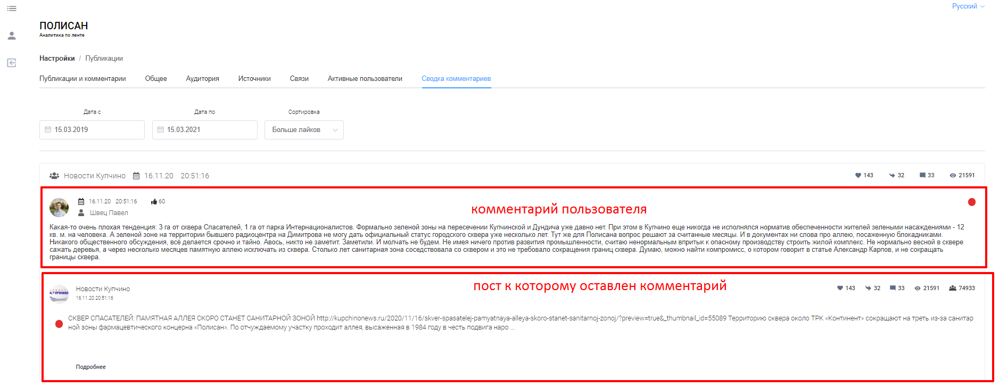 Русский
ПОЛИСАН
Аналитика по ленте
Настройки / Публикации
Публикации и комментарии Общее Аудитория Источники Связи Активные пользователи Сводка комментариев
Дата с Дата по Сортировка
15.03.2019 15.03.2021 Больше лайков
Новости Купчино 16.11.20 20:51:16 143 32 33 21591
16.11.20 20:51:16 60
комментарий пользователя
Швец Павел
Какая-то очень плохая тенденция: 3 га от сквера Спасателей, 1 га от парка Интернационалистов. Формально зеленой зоны на пересечении Купчинской и Дундича уже давно нет. При этом в Купчино еще никогда не исполнялся норматив обеспеченности жителей зелеными насаждениями - 12
кв. м. на человека. А зеленой зоне на территории бывшего радиоцентра на Димитрова не могу дать официальный статус городского сквера уже несколько лет. Тут же для Полисана вопрос решают за считанные месяцы. И в документах ни слова про аллею, посаженную блокадниками.
Никакого общественного обсуждения, всё делается срочно и тайно. Авось, никто не заметит. Заметили. И молчать не будем. Не имея ничего против развития промышленности, считаю ненормальным впритык к опасному производству строить жилой комплекс. Не нормально весной в сквере
сажать деревья, а через несколько месяцев памятную аллею исключать из сквера. Столько лет санитарная зона соседствовала со сквером и это не требовало сокращения границ сквера. Думаю, можно найти компромисс, о котором говорит в статье Александр Карпов, и не сокращать
границы сквера.
пост к которому оставлен комментарий
НОВОСТИ
КУПЧИНО
Новости Купчино 143 32 33 21591 74933
16.11.20 20:51:16
СКВЕР СПАСАТЕЛЕЙ: ПАМЯТНАЯ АЛЛЕЯ СКОРО СТАНЕТ САНИТАРНОЙ ЗОНОЙ http://kupchinonews.ru/2020/11/16/skver-spasatelej-pamyatnaya-alleya-skoro-stanet-sanitarnoj-zonoj/?preview=true&_thumbnail_id=55089 Территорию сквера около ТРК «Континент» сокращают на треть из-за санитар
ной зоны фармацевтического концерна «Полисан». По отчуждаемому участку проходит аллея, высаженная в 1984 году в честь подвига наро ...
Подробнее